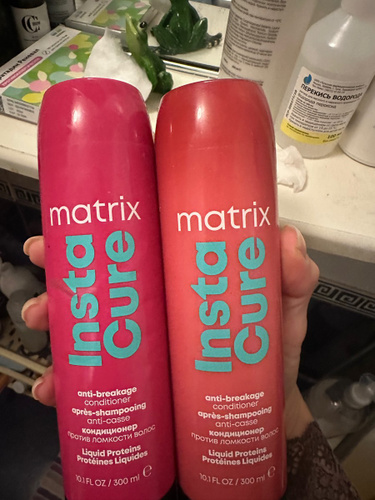 matrix
Insta
Cure
anti-breakage
conditioner
après-shampooing
anti-casse
кондиционер
против ломкости волос
Liquid Proteins
Protéines Liquides
10.1 FL OZ / 300 ml e
matrix
Insta
Cure
anti-breakage
conditioner
après-shampooing
anti-casse
кондиционер
против ломкости волос
Liquid Proteins
Protéines Liquides
10.1 FL OZ / 300 ml e
ПЕРЕКИСЬ ВОДОРОДА